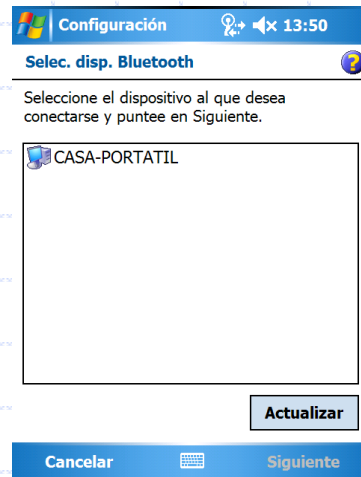 Configuración 13:50
Selec. disp. Bluetooth ?
Seleccione el dispositivo al que desea
conectarse y puntee en Siguiente.
CASA-PORTATIL
Actualizar
Cancelar Siguiente